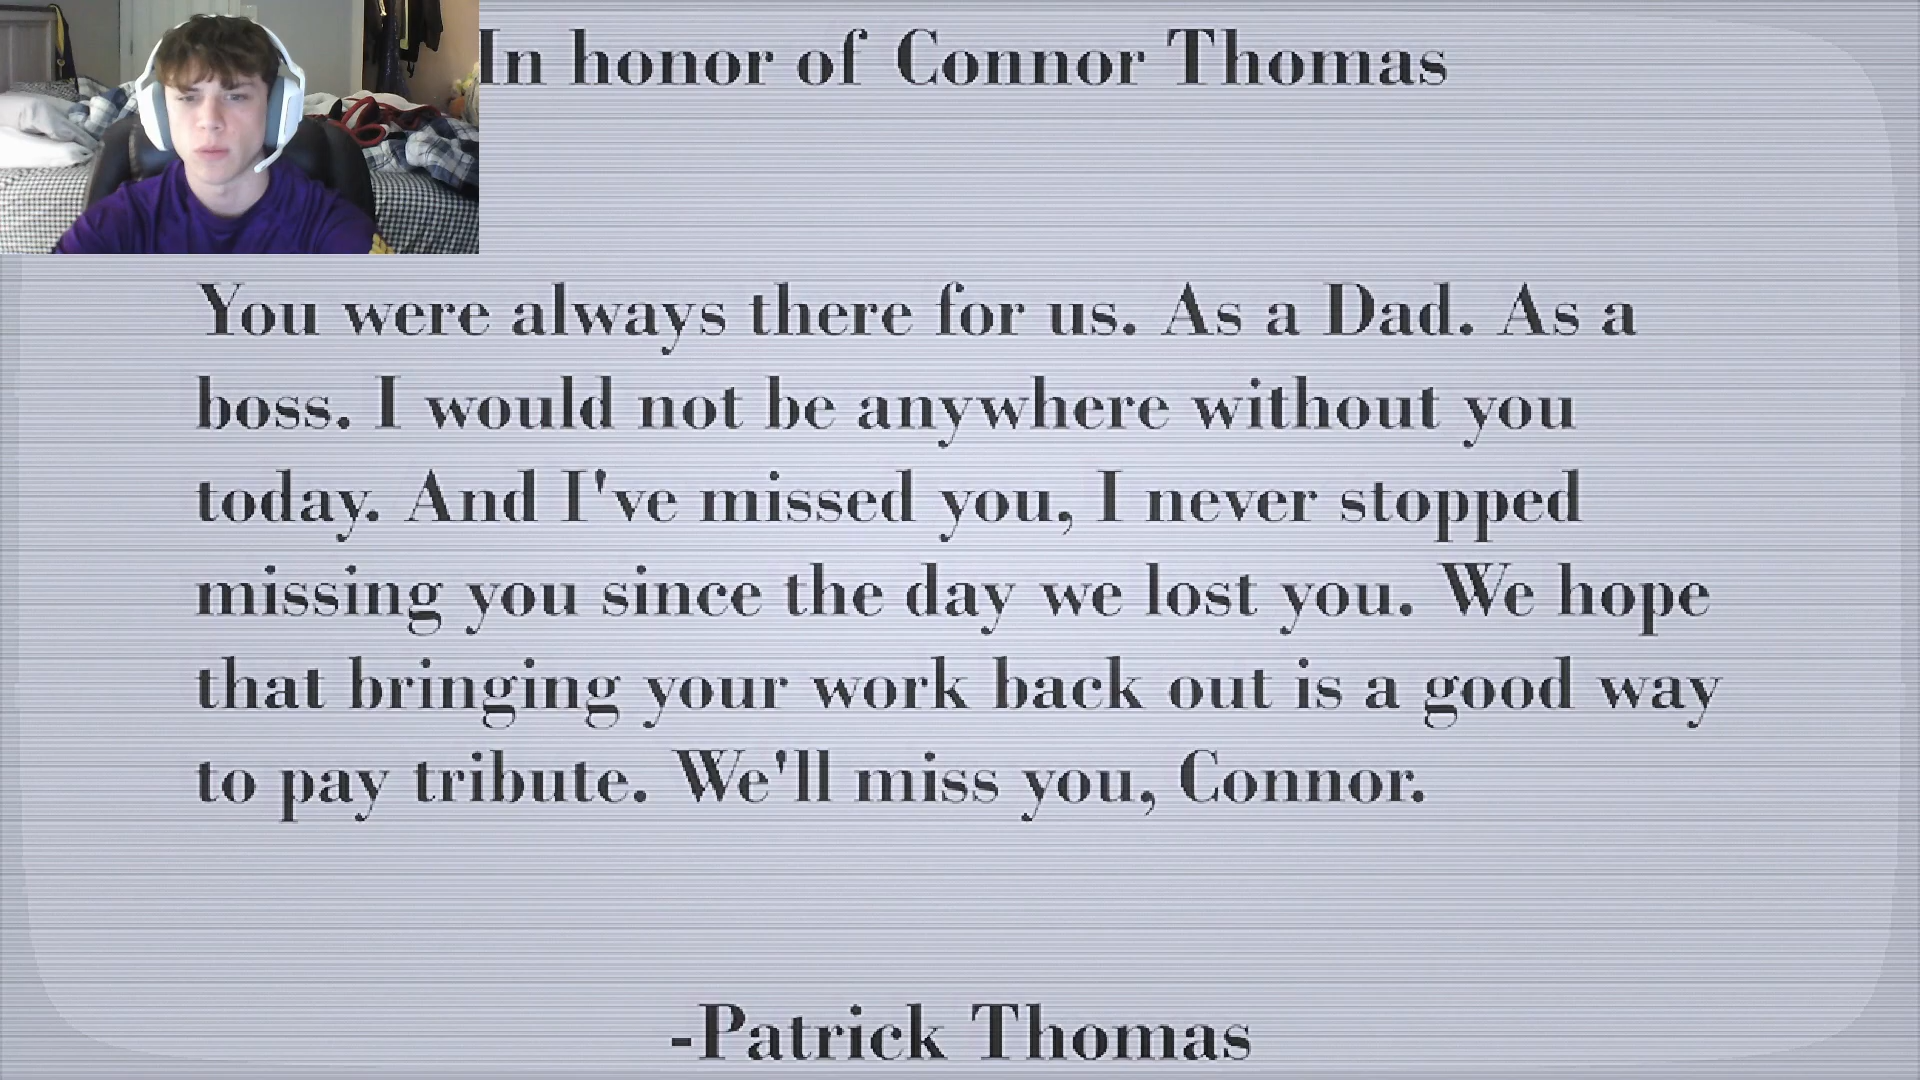 In honor of Connor Thomas
You were always there for us. As a Dad. As a
boss. I would not be anywhere without you
today. And I've missed you, I never stopped
missing you since the day we lost you. We hope
that bringing your work back out is a good way
to pay tribute. We'll miss you, Connor.
-Patrick Thomas